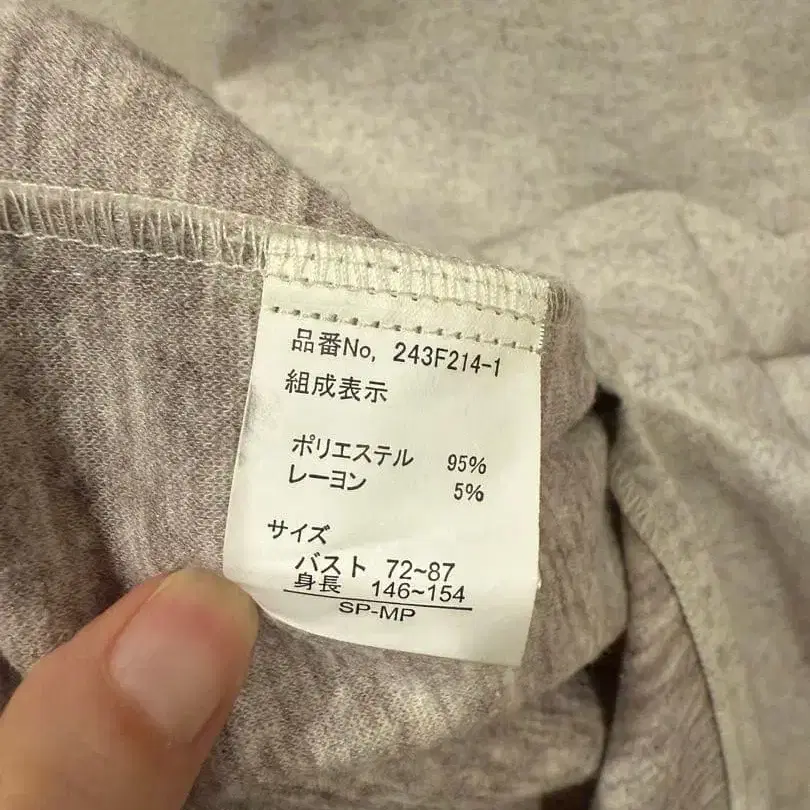 品番No, 243F214-1
組成表示
ポリエステル 95%
レーヨン 5%
サイズ
バスト 72~87
身長 146~154
SP-MP